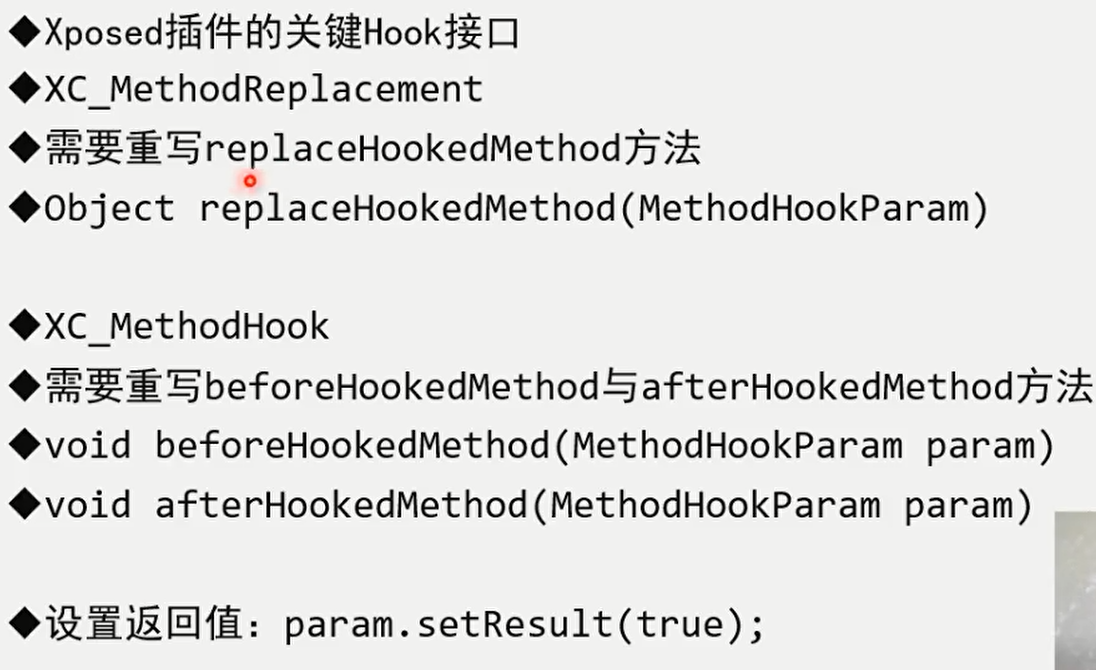 ◆Xposed插件的关键Hook接口
◆XC_MethodReplacement
◆需要重写replaceHookedMethod方法
◆Object replaceHookedMethod(MethodHookParam)
◆XC_MethodHook
◆需要重写beforeHookedMethod与afterHookedMethod方法
◆void beforeHookedMethod(MethodHookParam param)
◆void afterHookedMethod(MethodHookParam param)
◆设置返回值：param.setResult(true);